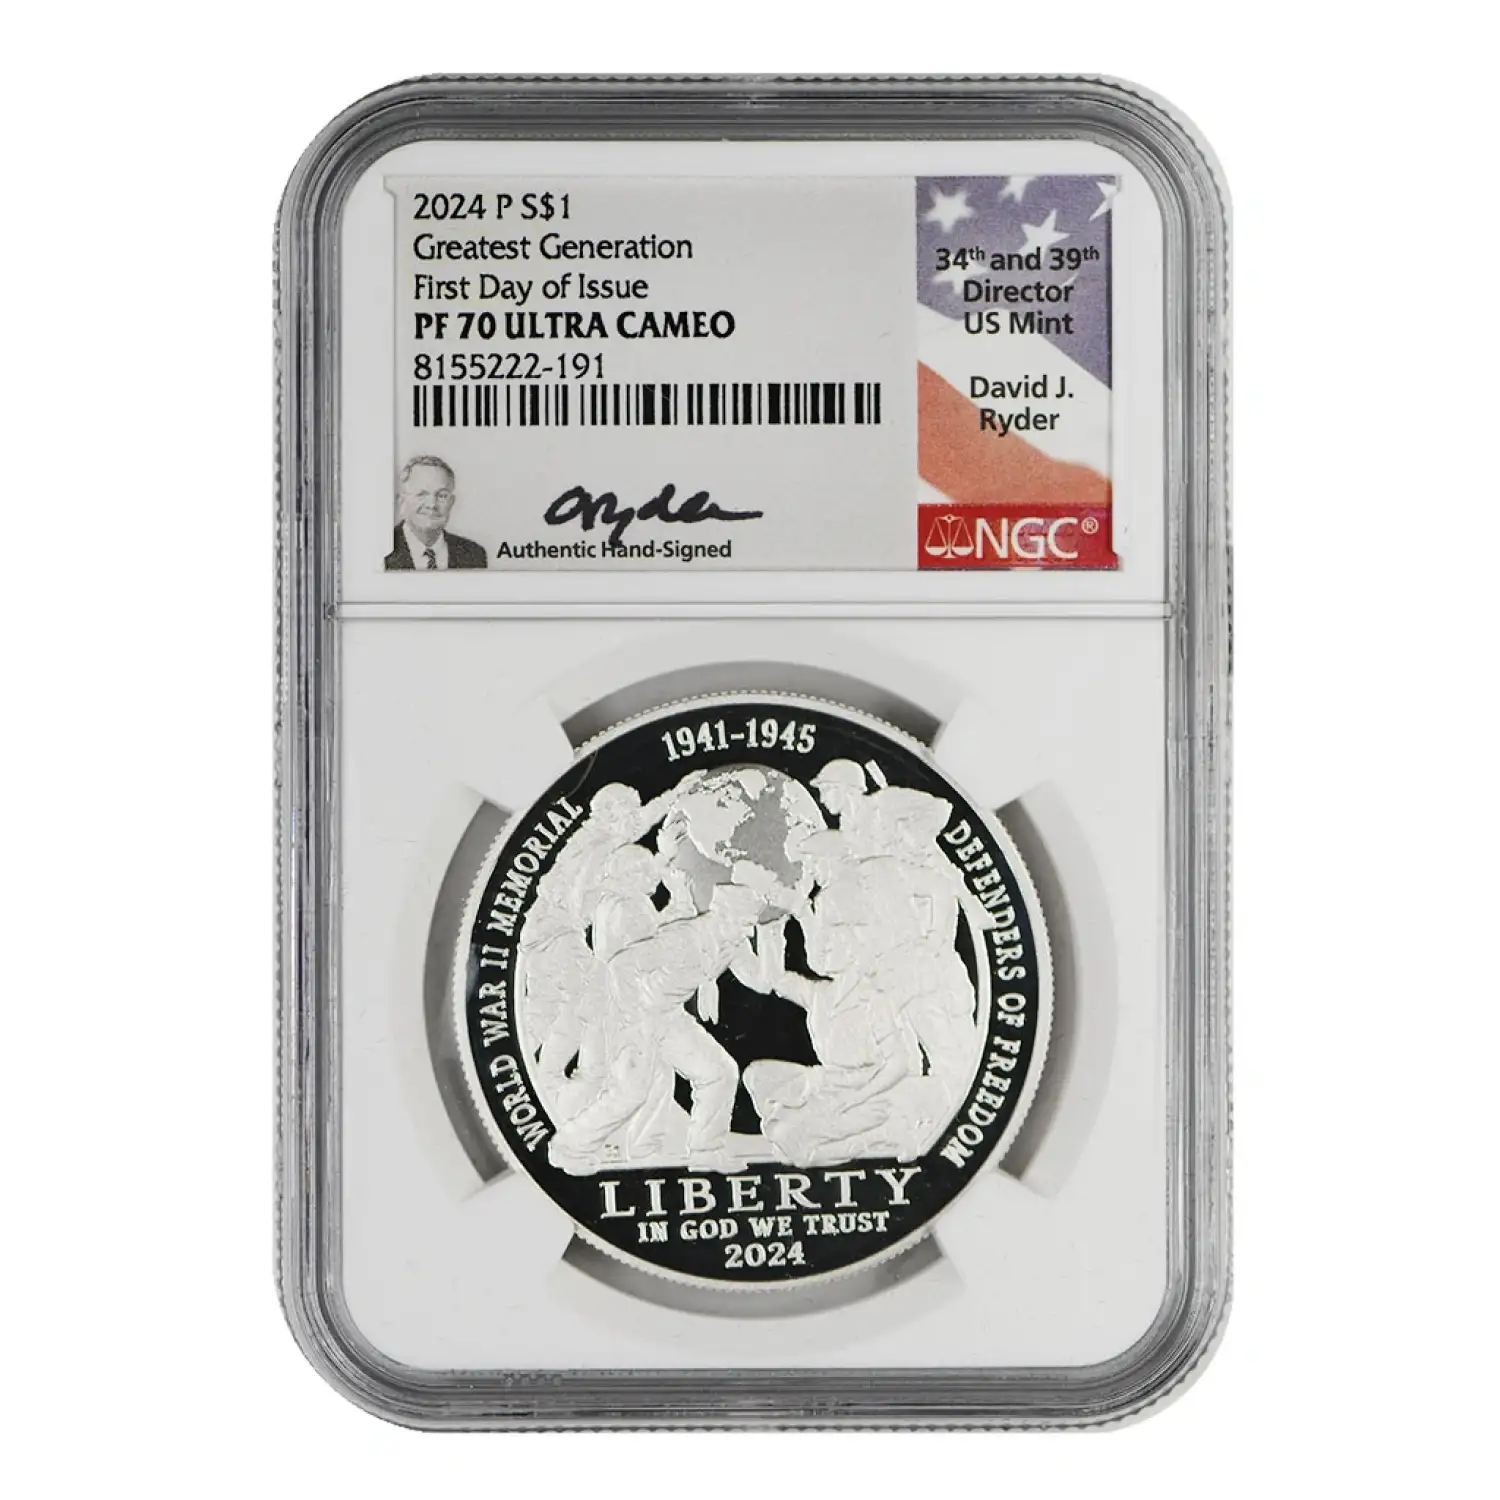 2024 P S$1
Greatest Generation
First Day of Issue
PF 70 ULTRA CAMEO
8155222-191
Authentic Hand-Signed
34th and 39th
Director
US Mint
David J.
Ryder
NGC®
1941-1945
WORLD WAR II MEMORIAL
DEFENDERS OF FREEDOM
LIBERTY
IN GOD WE TRUST
2024